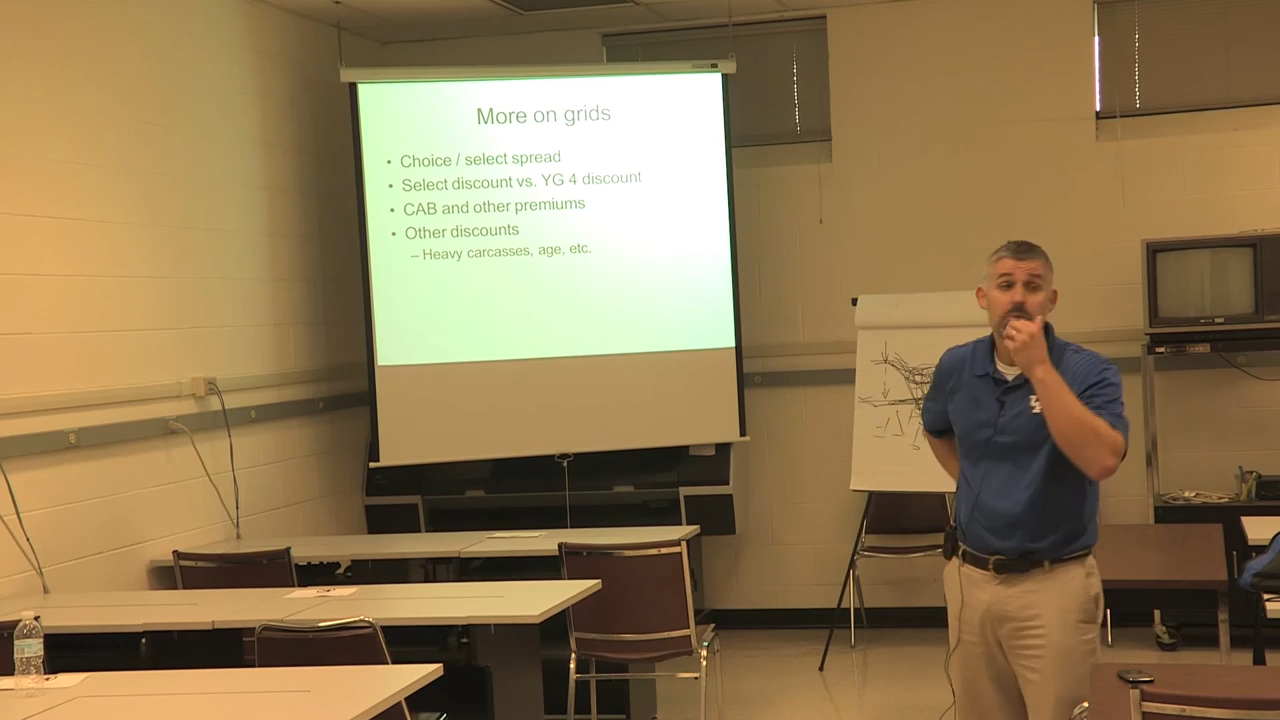 More on grids
• Choice / select spread
• Select discount vs. YG 4 discount
• CAB and other premiums
• Other discounts
– Heavy carcasses, age, etc.